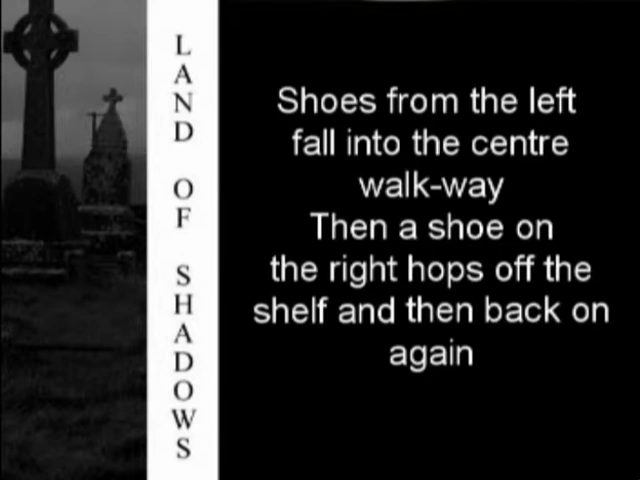 LAND OF SHADOWS
Shoes from the left
fall into the centre
walk-way
Then a shoe on
the right hops off the
shelf and then back on
again